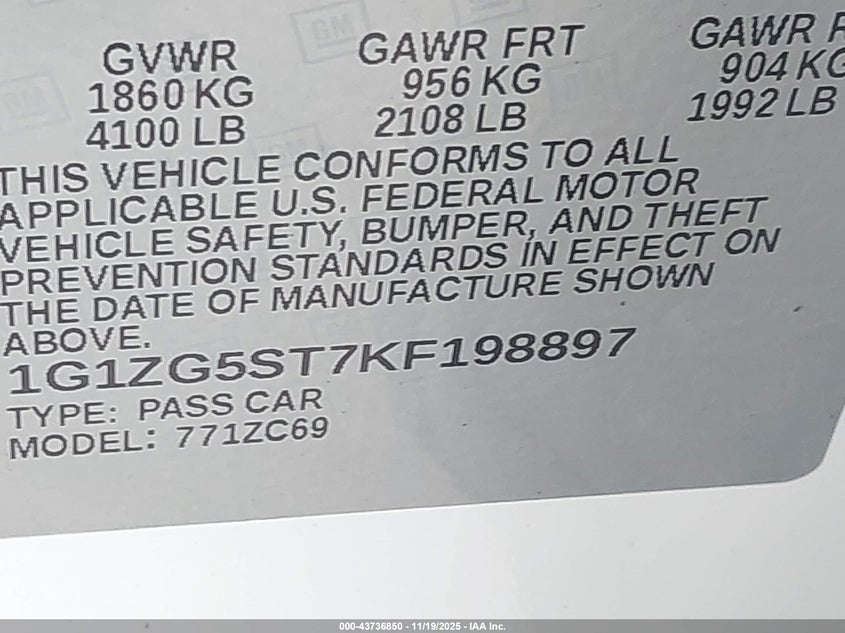 GVWR GAWR FRT GAWR R
1860 KG 956 KG 904 KG
4100 LB 2108 LB 1992 LB
THIS VEHICLE CONFORMS TO ALL
APPLICABLE U.S. FEDERAL MOTOR
VEHICLE SAFETY, BUMPER, AND THEFT
PREVENTION STANDARDS IN EFFECT ON
THE DATE OF MANUFACTURE SHOWN
ABOVE.
1G1ZG5ST7KF198897
TYPE: PASS CAR
MODEL: 771ZC69
000-43736850 - 11/19/2025 - IAA Inc.